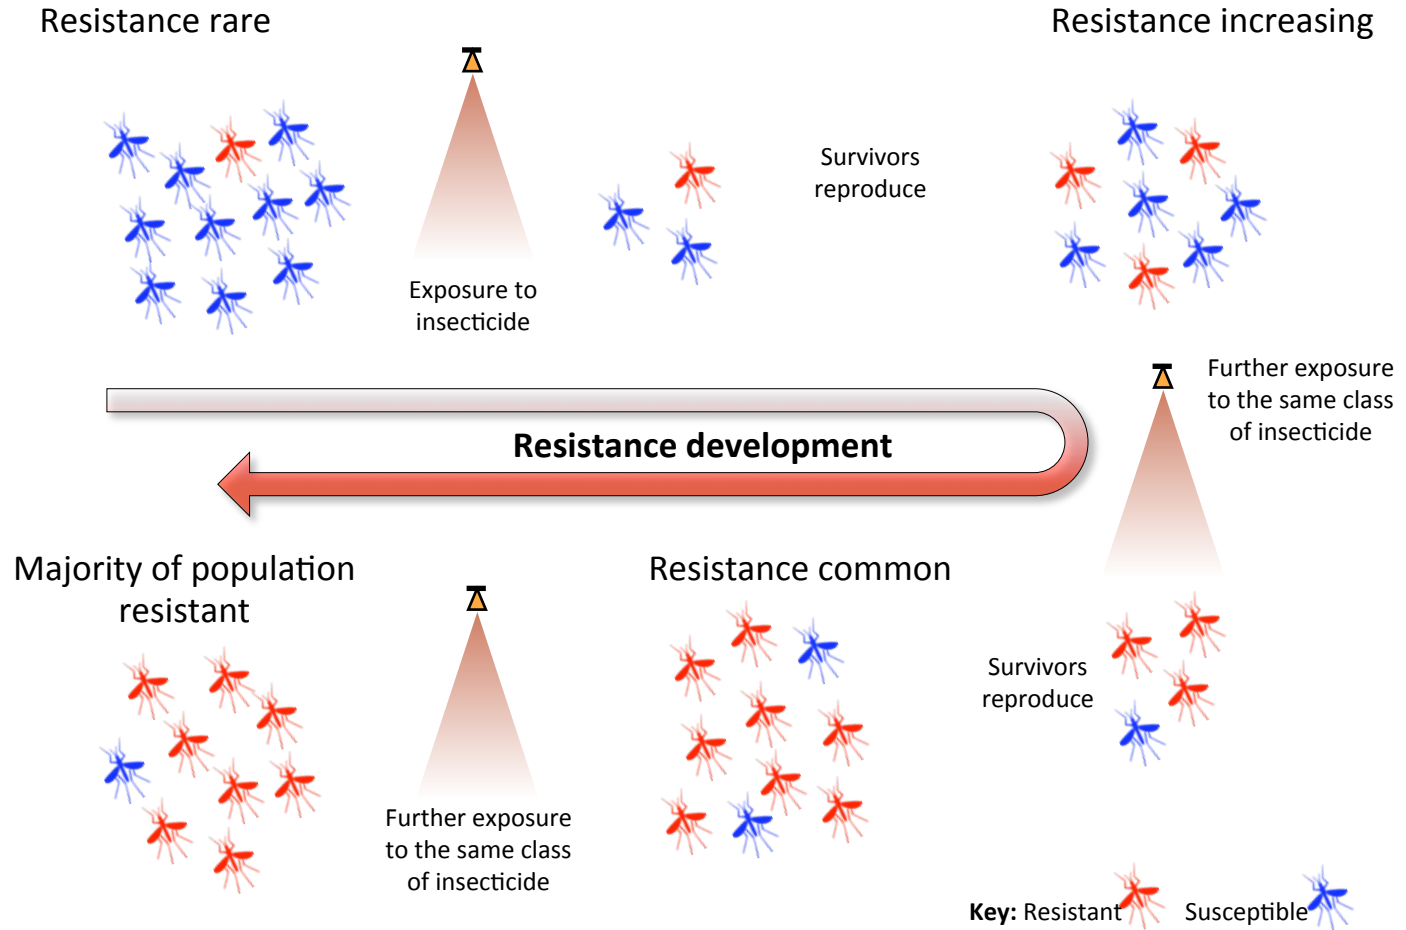 Resistance rare
Resistance increasing
Survivors
reproduce
Exposure to
insecticide
Further exposure
to the same class
of insecticide
Resistance development
Majority of population
resistant
Resistance common
Survivors
reproduce
Further exposure
to the same class
of insecticide
Key: Resistant Susceptible